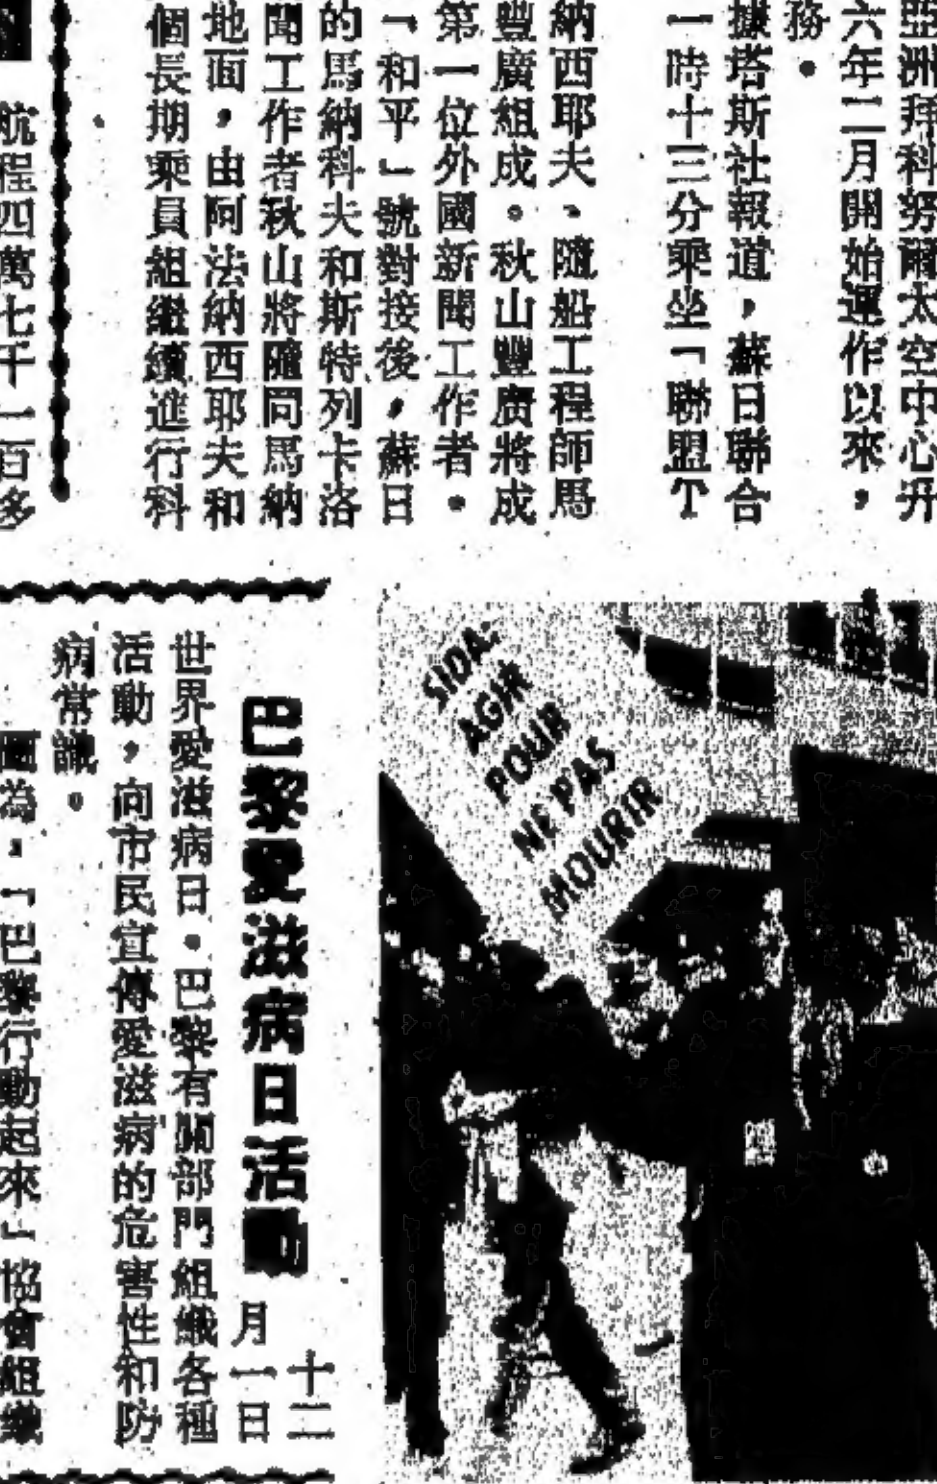 亞洲拜科努爾太空中心升
六年二月開始運作以來，
務。
據塔斯社報道，蘇日聯合
一時十三分乘坐「聯盟T
納西耶夫、隨船工程師馬
豐廣組成。秋山豐廣將成
第一位外國新聞工作者。
「和平」號對接後，蘇日
的馬納科夫和斯特列卡洛
聞工作者秋山將隨同馬納
地面，由阿法納西耶夫和
個長期乘員組繼續進行科
航程四萬七千一百多
SIDA.
AGIR
POUR
NE PAS
MOURIR
巴黎愛滋病日活動
十二
月一日
世界愛滋病日。巴黎有關部門組織各種
活動，向市民宣傳愛滋病的危害性和防
病常識。
圖為：「巴黎行動起來」協會組織